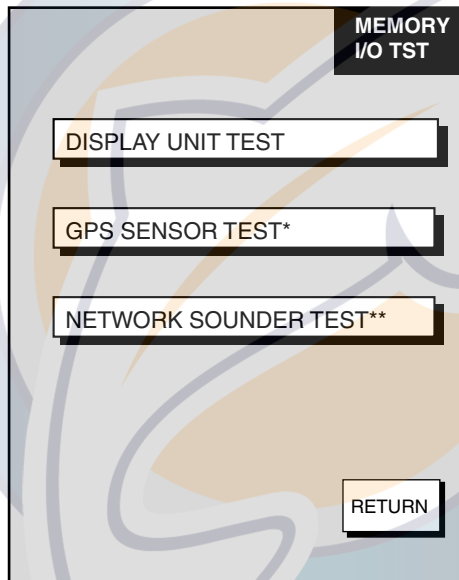 MEMORY
I/O TST
DISPLAY UNIT TEST
GPS SENSOR TEST*
NETWORK SOUNDER TEST**
RETURN